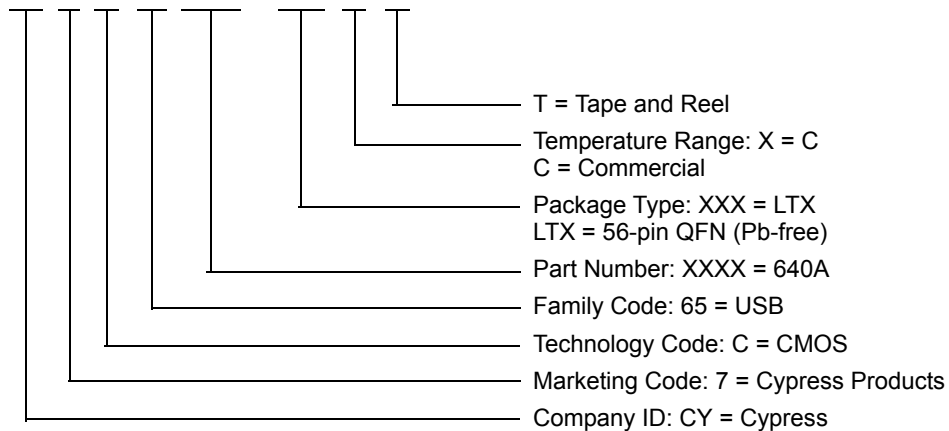 T = Tape and Reel
Temperature Range: X = C
C = Commercial
Package Type: XXX = LTX
LTX = 56-pin QFN (Pb-free)
Part Number: XXXX = 640A
Family Code: 65 = USB
Technology Code: C = CMOS
Marketing Code: 7 = Cypress Products
Company ID: CY = Cypress